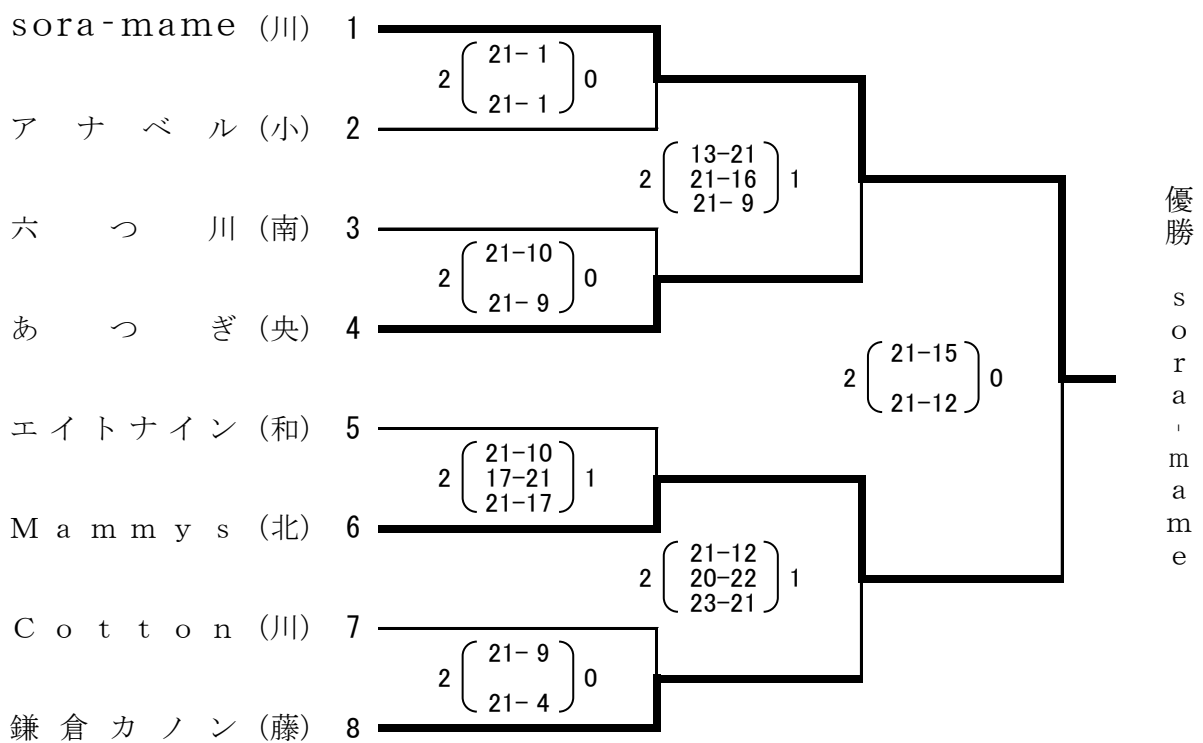 sora-mame (川) 1
2 21- 1 0
21- 1
アナベル (小) 2
13-21
2 21-16 1
21- 9
六つ川 (南) 3
2 21-10 0
21- 9
あつぎ (央) 4
2 21-15 0
21-12
エイトナイン (和) 5
21-10
2 17-21 1
21-17
Mammys (北) 6
21-12
2 20-22 1
23-21
Cotton (川) 7
2 21- 9 0
21- 4
鎌倉カノン (藤) 8
優勝 sora-mame